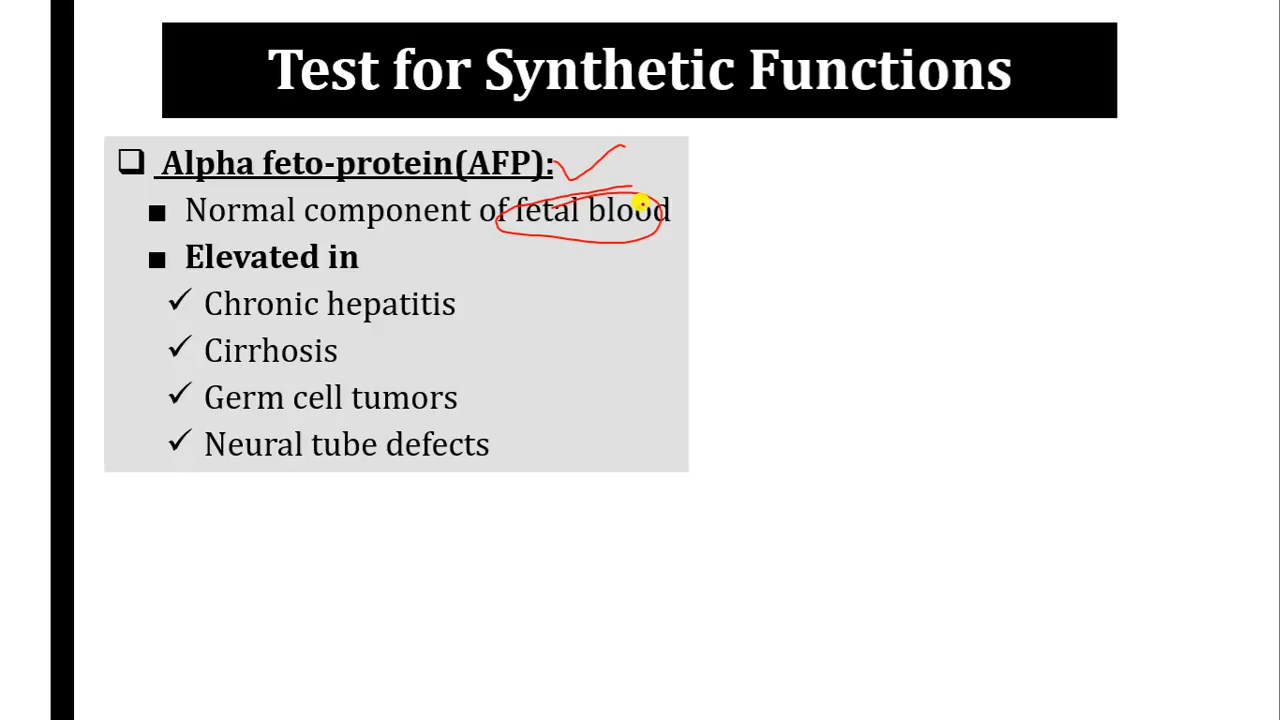 Test for Synthetic Functions
Alpha feto-protein(AFP):
Normal component of fetal blood
Elevated in
Chronic hepatitis
Cirrhosis
Germ cell tumors
Neural tube defects